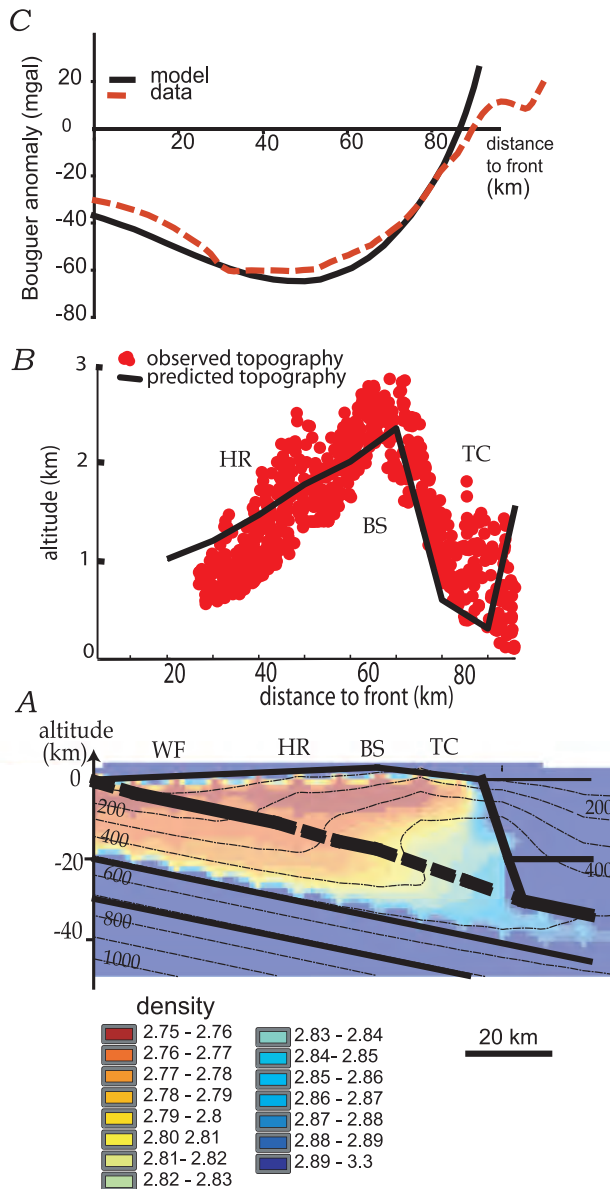 C
Bouguer anomaly (mgal)
20
0
-20
-40
-60
-80
model
data
20 40 60 80
distance
to front
(km)
B
observed topography
predicted topography
altitude (km)
3
2
1
0
HR
BS
TC
20 40 60 80
distance to front (km)
A
altitude
(km)
WF HR BS TC
0
-20
-40
200
400
600
800
1000
200
400
density
2.75 - 2.76
2.76 - 2.77
2.77 - 2.78
2.78 - 2.79
2.79 - 2.8
2.80 2.81
2.81- 2.82
2.82 - 2.83
2.83 - 2.84
2.84- 2.85
2.85 - 2.86
2.86 - 2.87
2.87 - 2.88
2.88 - 2.89
2.89 - 3.3
20 km